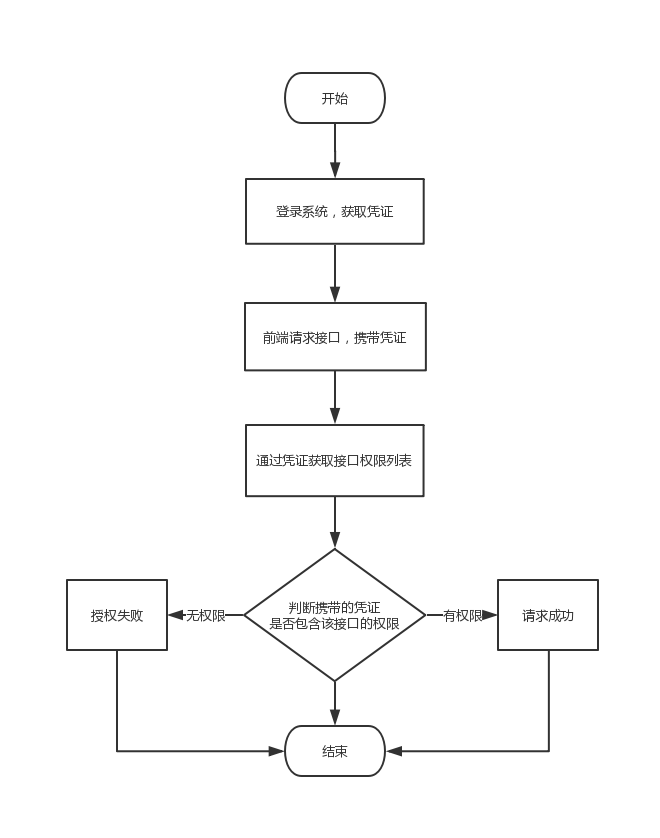 开始
登录系统，获取凭证
前端请求接口，携带凭证
通过凭证获取接口权限列表
判断携带的凭证
是否包含该接口的权限
授权失败
无权限
有权限
请求成功
结束